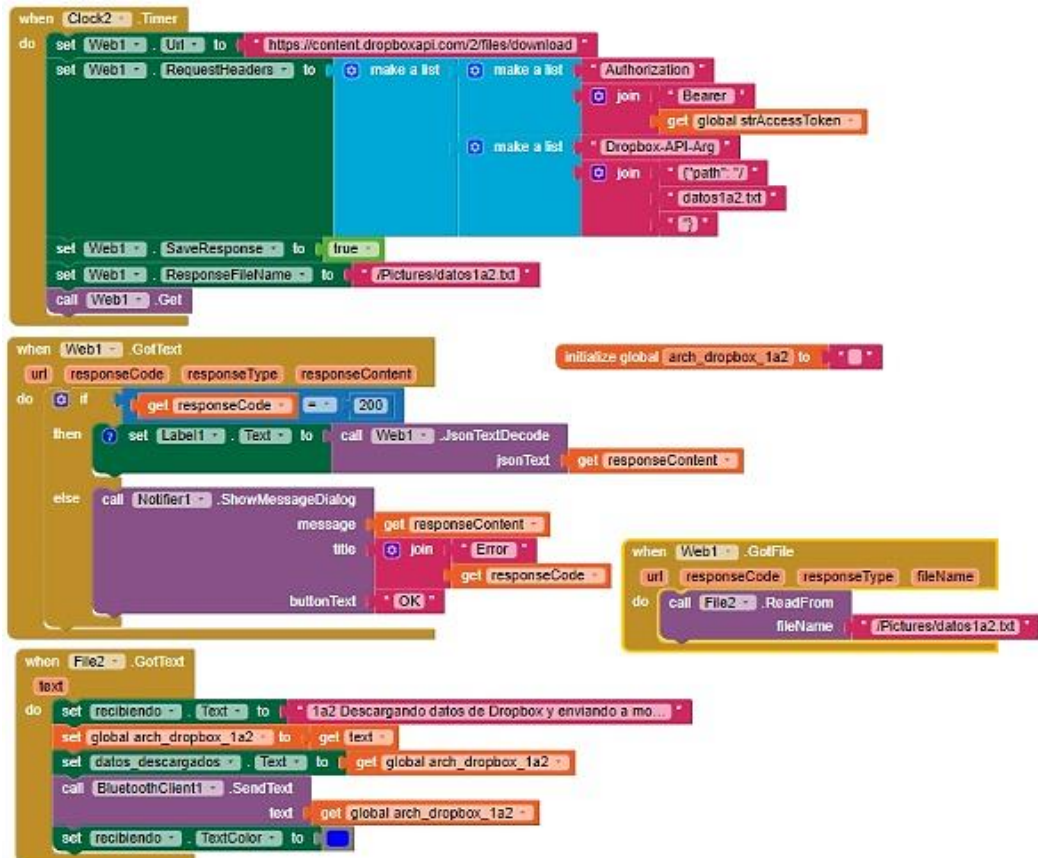 when Clock2 .Timer
do set Web1 . Url to " https://content.dropboxapi.com/2/files/download "
set Web1 . RequestHeaders to make a list make a list " Authorization "
join " Bearer "
get global strAccessToken
make a list " Dropbox-API-Arg "
join " {"path": "/ "
" datos1a2.txt "
" "} "
set Web1 . SaveResponse to true
set Web1 . ResponseFileName to " /Pictures/datos1a2.txt "
call Web1 .Get
when Web1 .GotText
url responseCode responseType responseContent
do if get responseCode = 200
then ? set Label1 . Text to call Web1 .JsonTextDecode
jsonText get responseContent
else call Notifier1 .ShowMessageDialog
message get responseContent
title join " Error "
get responseCode
buttonText " OK "
initialize global arch_dropbox_1a2 to " "
when Web1 .GotFile
url responseCode responseType fileName
do call File2 .ReadFrom
fileName " /Pictures/datos1a2.txt "
when File2 .GotText
text
do set recibiendo . Text to " 1a2 Descargando datos de Dropbox y enviando a mo... "
set global arch_dropbox_1a2 to get text
set datos_descargados . Text to get global arch_dropbox_1a2
call BluetoothClient1 .SendText
text get global arch_dropbox_1a2
set recibiendo . TextColor to